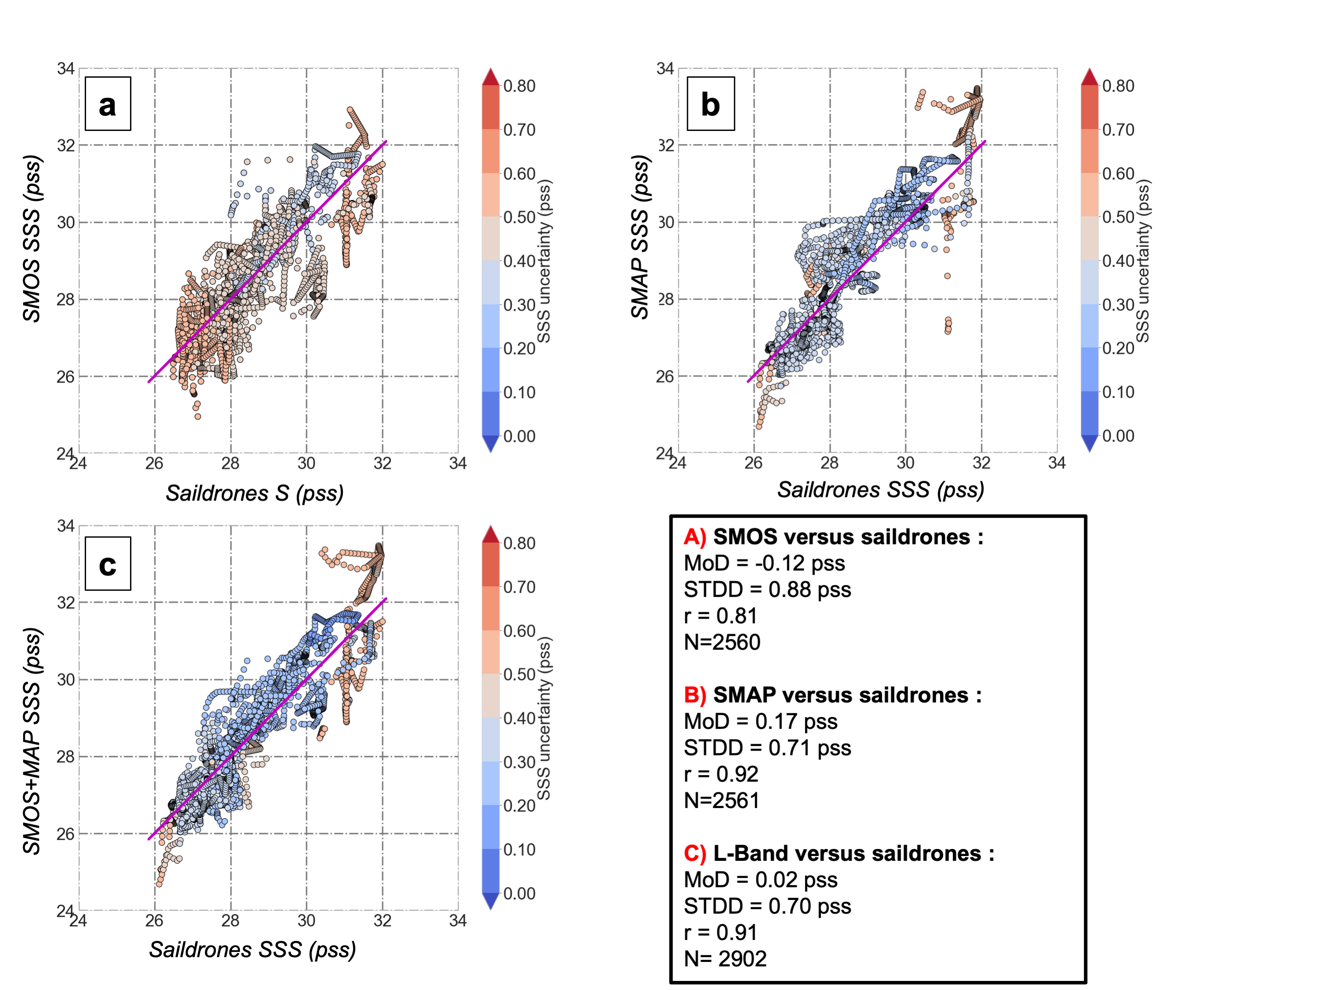 a
34
32
30
28
26
24
24
26
28
30
32
34
SMOS SSS (pss)
Saildrones S (pss)
0.80
0.70
0.60
0.50
0.40
0.30
0.20
0.10
0.00
SSS uncertainty (pss)
b
34
32
30
28
26
24
24
26
28
30
32
34
SMAP SSS (pss)
Saildrones SSS (pss)
0.80
0.70
0.60
0.50
0.40
0.30
0.20
0.10
0.00
SSS uncertainty (pss)
c
34
32
30
28
26
24
24
26
28
30
32
34
SMOS+MAP SSS (pss)
Saildrones SSS (pss)
0.80
0.70
0.60
0.50
0.40
0.30
0.20
0.10
0.00
SSS uncertainty (pss)
A) SMOS versus saildrones :
MoD = -0.12 pss
STDD = 0.88 pss
r = 0.81
N=2560
B) SMAP versus saildrones :
MoD = 0.17 pss
STDD = 0.71 pss
r = 0.92
N=2561
C) L-Band versus saildrones :
MoD = 0.02 pss
STDD = 0.70 pss
r = 0.91
N= 2902